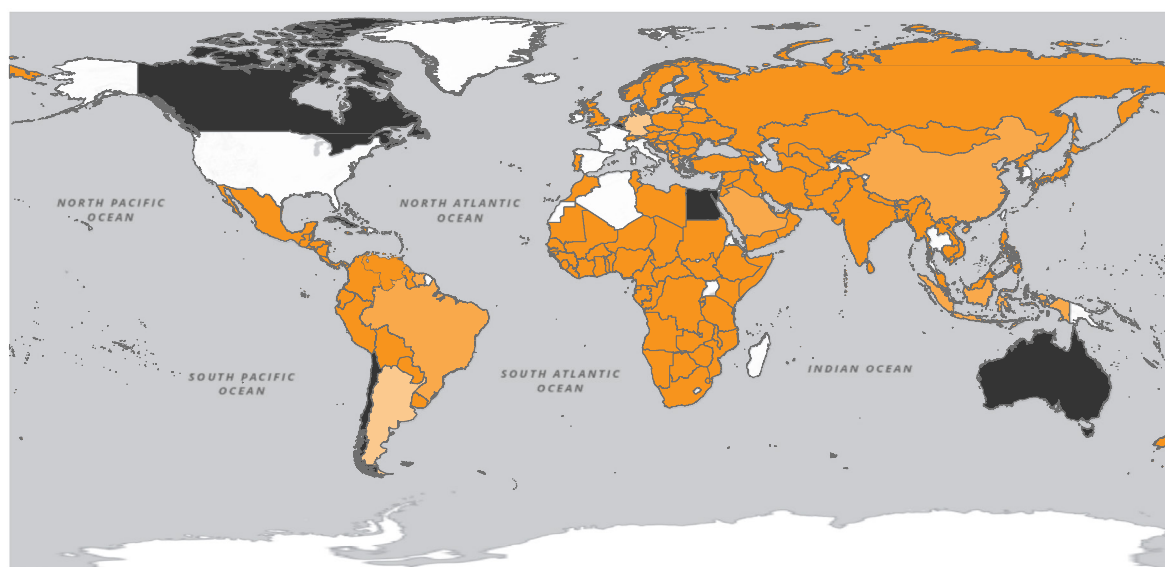 NORTH PACIFIC
OCEAN
NORTH ATLANTIC
OCEAN
SOUTH PACIFIC
OCEAN
SOUTH ATLANTIC
OCEAN
INDIAN OCEAN